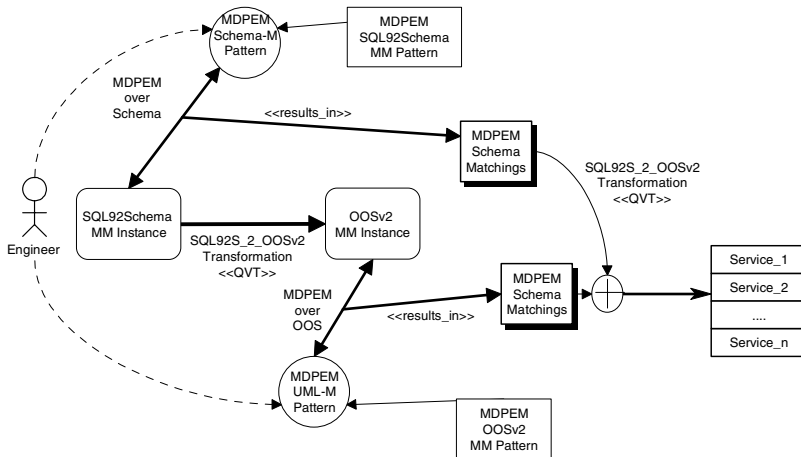 MDPEM
Schema-M
Pattern
MDPEM
SQL92Schema
MM Pattern
MDPEM
over
Schema
<<results_in>>
MDPEM
Schema
Matchings
SQL92S_2_OOSv2
Transformation
<<QVT>>
Engineer
SQL92Schema
MM Instance
SQL92S_2_OOSv2
Transformation
<<QVT>>
OOSv2
MM Instance
MDPEM
over
OOS
<<results_in>>
MDPEM
Schema
Matchings
Service_1
Service_2
....
Service_n
MDPEM
UML-M
Pattern
MDPEM
OOSv2
MM Pattern